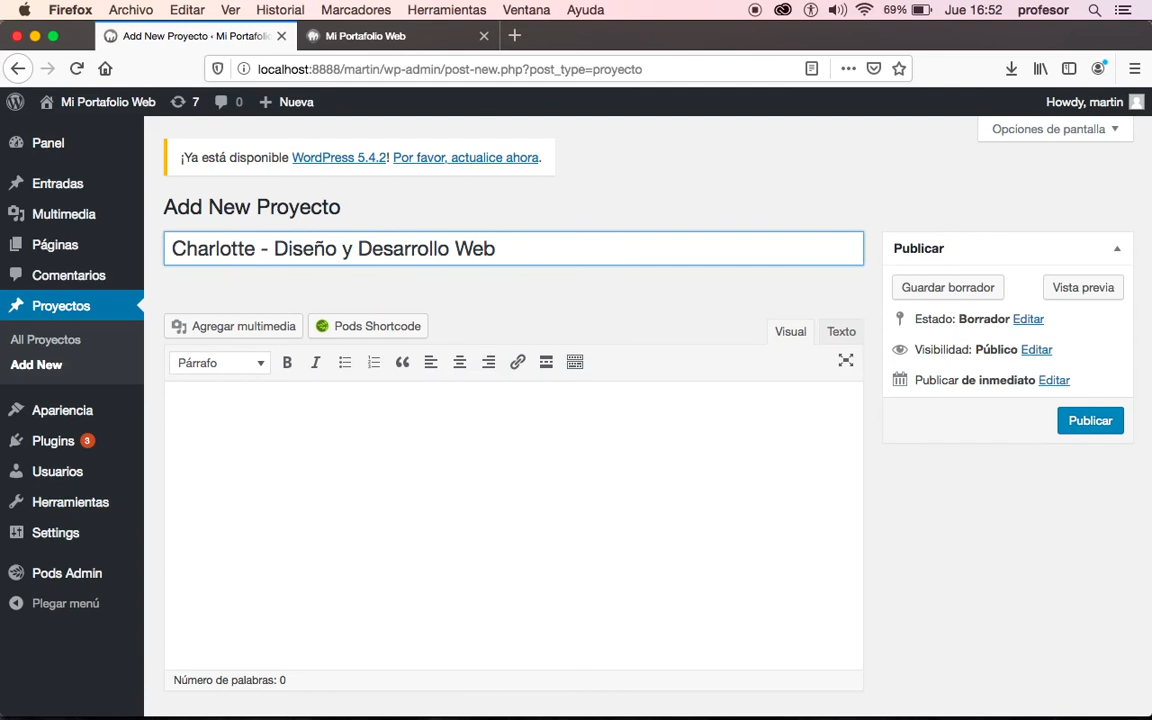 Firefox Archivo Editar Ver Historial Marcadores Herramientas Ventana Ayuda 69% Jue 16:52 profesor
Add New Proyecto ‹ Mi Portafolio
Mi Portafolio Web
localhost:8888/martin/wp-admin/post-new.php?post_type=proyecto
Mi Portafolio Web 7 0 Nueva Howdy, martin
Opciones de pantalla
Panel
Entradas
Multimedia
Páginas
Comentarios
Proyectos
All Proyectos
Add New
Apariencia
Plugins 3
Usuarios
Herramientas
Settings
Pods Admin
Plegar menú
¡Ya está disponible WordPress 5.4.2! Por favor, actualice ahora.
Add New Proyecto
Charlotte - Diseño y Desarrollo Web
Agregar multimedia Pods Shortcode
Visual Texto
Párrafo B I
Número de palabras: 0
Publicar
Guardar borrador Vista previa
Estado: Borrador Editar
Visibilidad: Público Editar
Publicar de inmediato Editar
Publicar